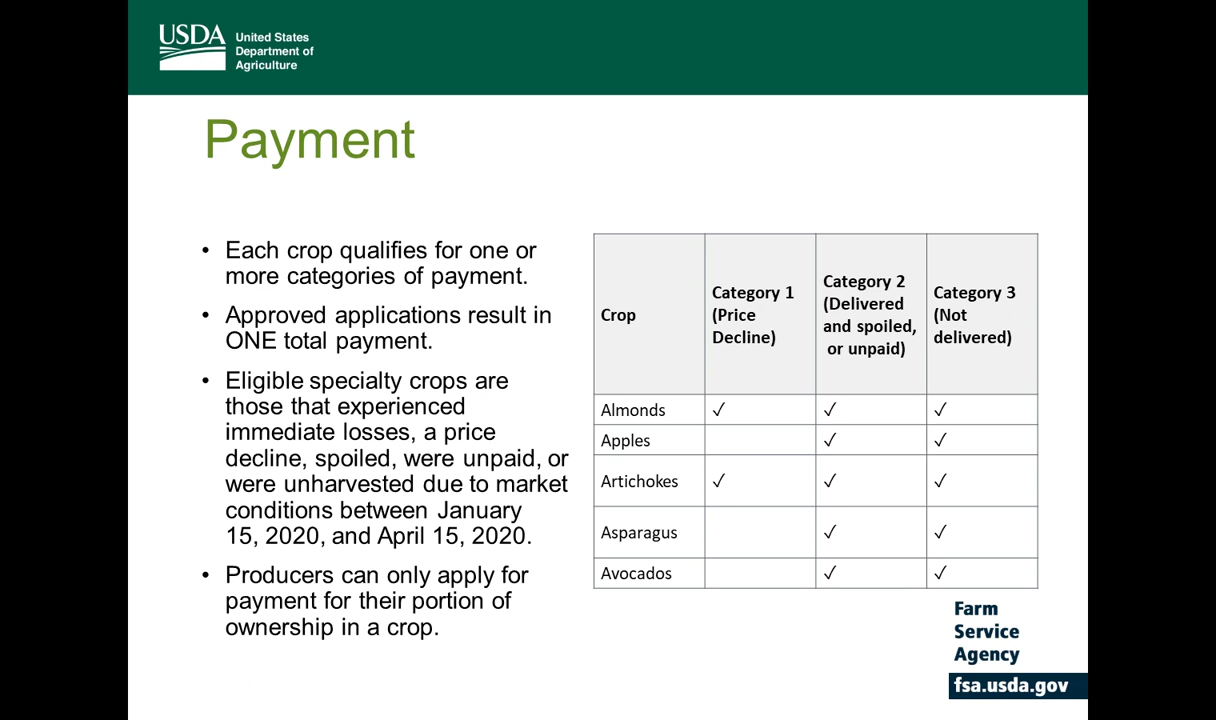 USDA
United States
Department of
Agriculture
Payment
• Each crop qualifies for one or
more categories of payment.
• Approved applications result in
ONE total payment.
• Eligible specialty crops are
those that experienced
immediate losses, a price
decline, spoiled, were unpaid, or
were unharvested due to market
conditions between January
15, 2020, and April 15, 2020.
• Producers can only apply for
payment for their portion of
ownership in a crop.
Crop
Category 1
(Price
Decline)
Category 2
(Delivered
and spoiled,
or unpaid)
Category 3
(Not
delivered)
Almonds ✓ ✓ ✓
Apples ✓ ✓
Artichokes ✓ ✓ ✓
Asparagus ✓ ✓
Avocados ✓ ✓
Farm
Service
Agency
fsa.usda.gov